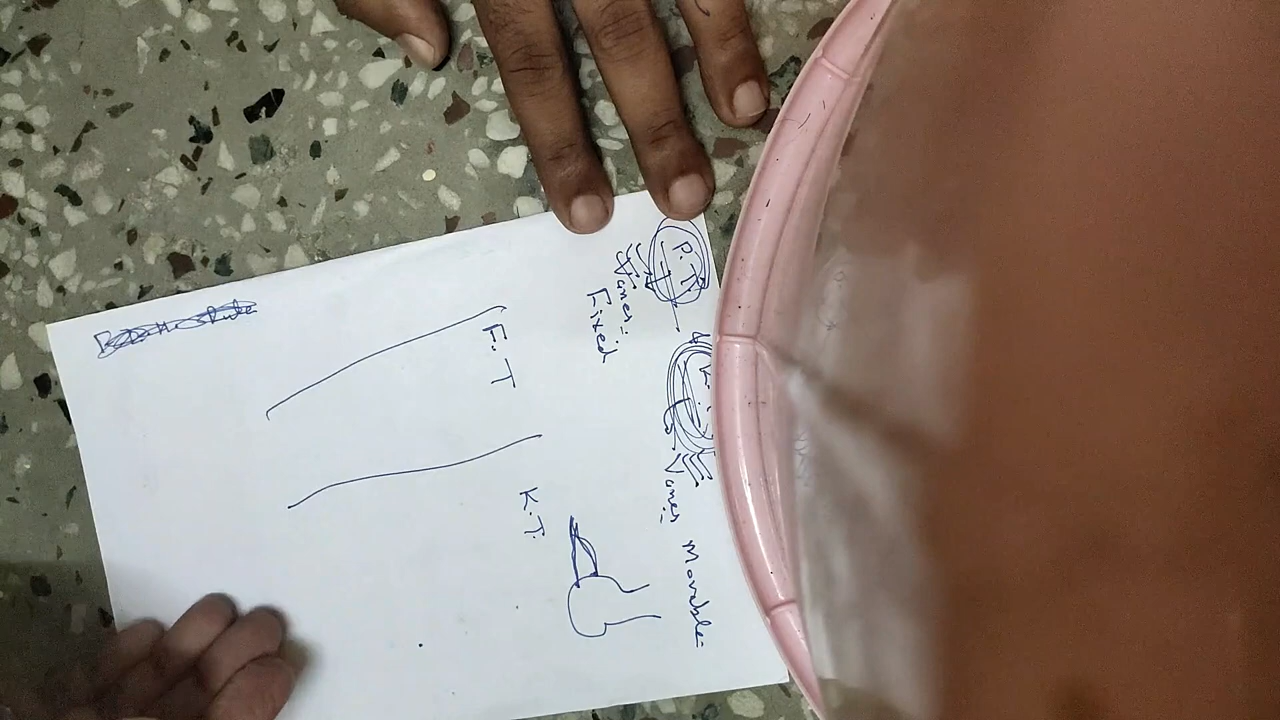 P.T.
Vanes:-
Fixed
K.
Vanes Movable:-
F.T
K.T.